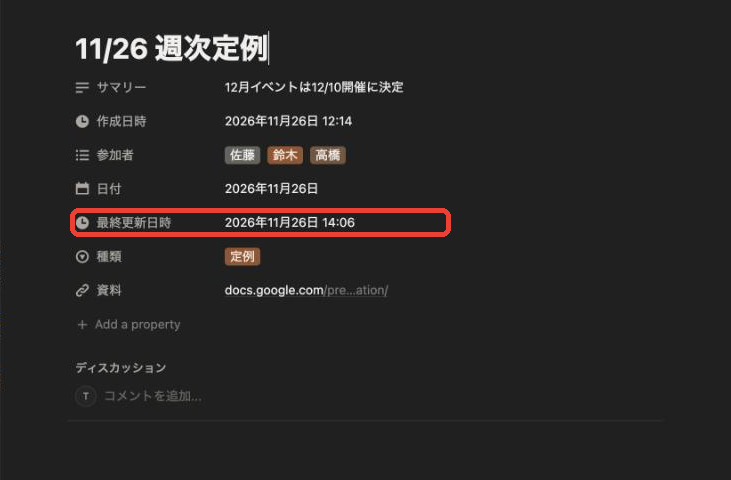 11/26 週次定例
サマリー 12月イベントは12/10開催に決定
作成日時 2026年11月26日 12:14
参加者 佐藤 鈴木 高橋
日付 2026年11月26日
最終更新日時 2026年11月26日 14:06
種類 定例
資料 docs.google.com/pre...ation/
+ Add a property
ディスカッション
T コメントを追加...